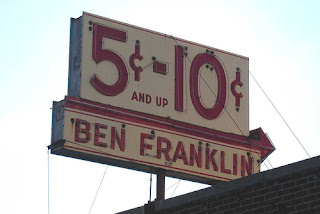 5¢-10¢
AND UP
BEN FRANKLIN